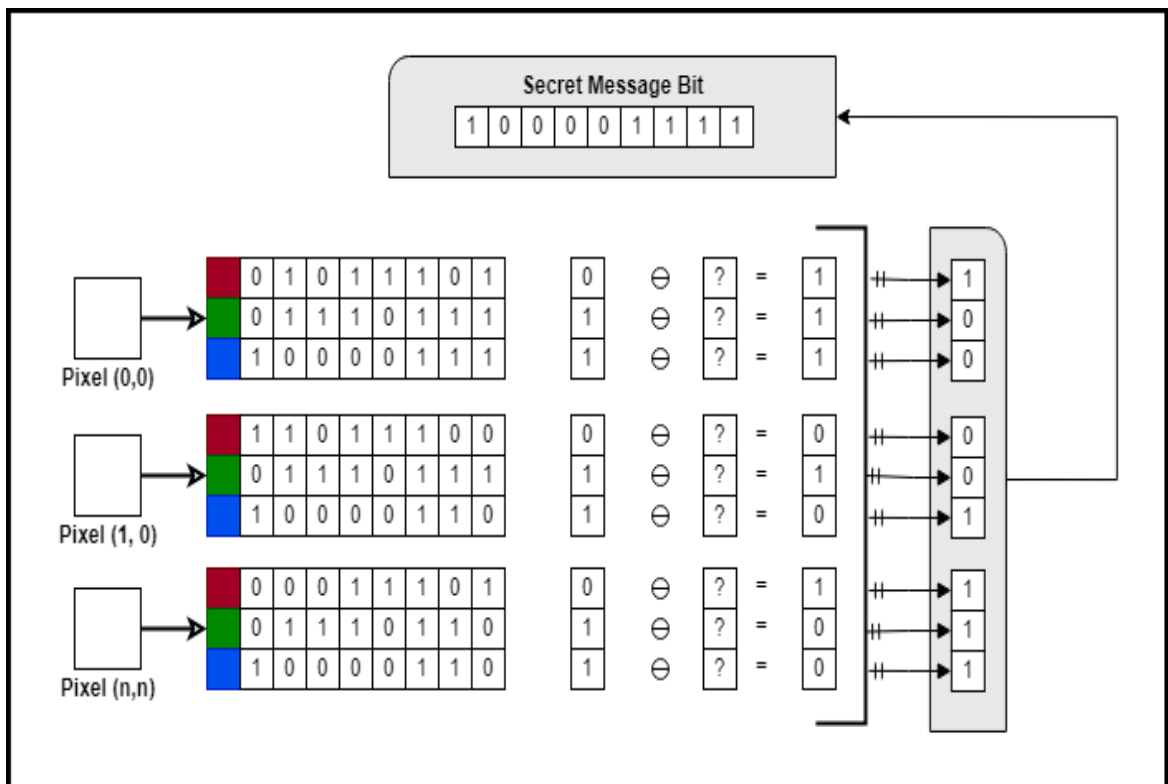 Secret Message Bit
1 0 0 0 0 1 1 1 1
0 1 0 1 1 1 0 1 0 ⊖ ? = 1 1
0 1 1 1 0 1 1 1 1 ⊖ ? = 1 0
1 0 0 0 0 1 1 1 1 ⊖ ? = 1 0
Pixel (0,0)
1 1 0 1 1 1 0 0 0 ⊖ ? = 0 0
0 1 1 1 0 1 1 1 1 ⊖ ? = 1 0
1 0 0 0 0 1 1 0 1 ⊖ ? = 0 1
Pixel (1, 0)
0 0 0 1 1 1 0 1 0 ⊖ ? = 1 1
0 1 1 1 0 1 1 0 1 ⊖ ? = 0 1
1 0 0 0 0 1 1 0 1 ⊖ ? = 0 1
Pixel (n,n)